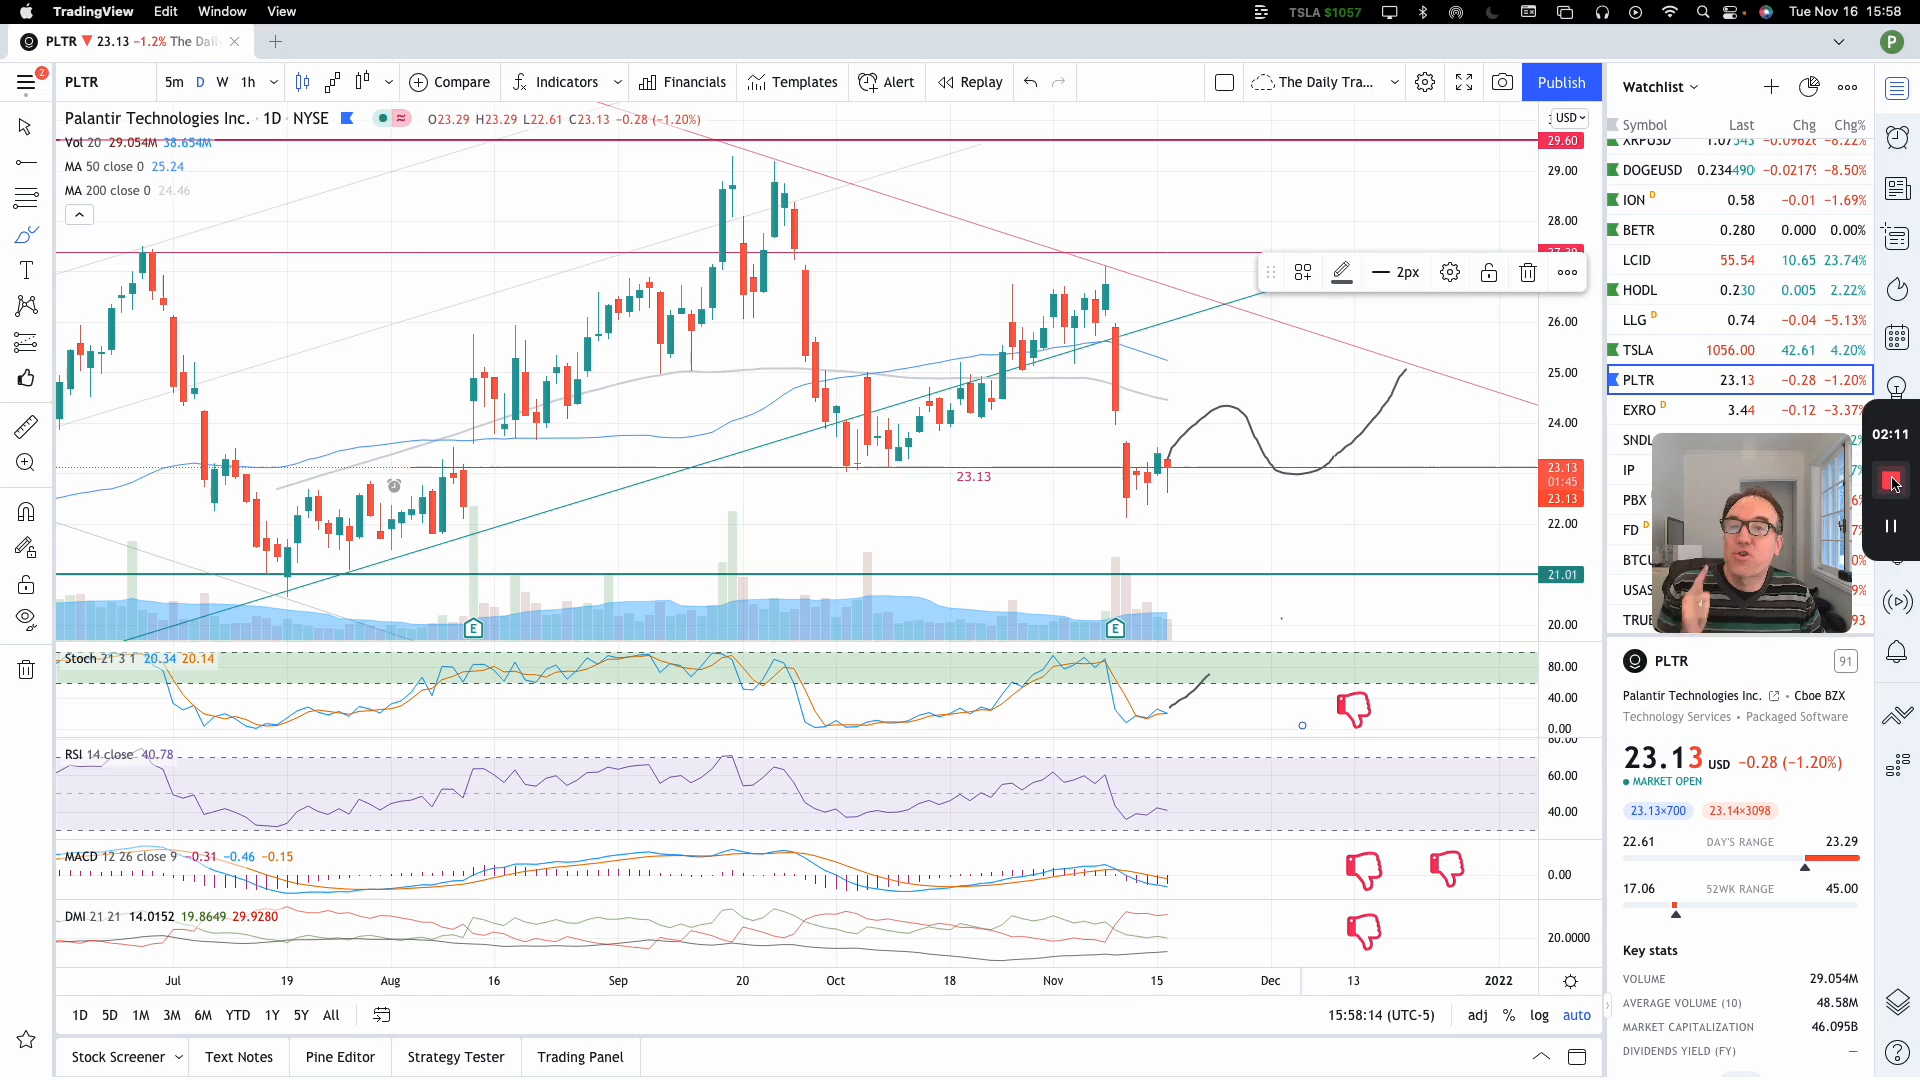 TradingView Edit Window View TSLA $1057 Tue Nov 16 15:58
PLTR 23.13 −1.2% The Dail P
2 PLTR 5m D W 1h Compare Indicators Financials Templates Alert Replay The Daily Tra... Publish
Palantir Technologies Inc. · 1D · NYSE O23.29 H23.29 L22.61 C23.13 −0.28 (−1.20%)
Vol 20 29.054M 38.654M
MA 50 close 0 25.24
MA 200 close 0 24.46
USD
29.60
29.00
28.00
2px
26.00
25.00
24.00
23.13
23.13
01:45
23.13
22.00
21.01
20.00
E E
Stoch 21 3 1 20.34 20.14
80.00
40.00
0.00
RSI 14 close 40.78
80.00
60.00
40.00
MACD 12 26 close 9 −0.31 −0.46 −0.15
0.00
DMI 21 21 14.0152 19.8649 29.9280
20.0000
Jul 19 Aug 16 Sep 20 Oct 18 Nov 15 Dec 13 2022
1D 5D 1M 3M 6M YTD 1Y 5Y All 15:58:14 (UTC-5) adj % log auto
Stock Screener Text Notes Pine Editor Strategy Tester Trading Panel
Watchlist
Symbol Last Chg Chg%
XRPUSD −8.22%
DOGEUSD 0.234490 −0.02179 −8.50%
ION D 0.58 −0.01 −1.69%
BETR 0.280 0.000 0.00%
LCID 55.54 10.65 23.74%
HODL 0.230 0.005 2.22%
LLG D 0.74 −0.04 −5.13%
TSLA 1056.00 42.61 4.20%
PLTR 23.13 −0.28 −1.20%
EXRO D 3.44 −0.12 −3.37%
02:11
SNDL
IP
PBX
FD D
BTCU
USAS
TRUE
PLTR 91
Palantir Technologies Inc. • Cboe BZX
Technology Services • Packaged Software
23.13 USD −0.28 (−1.20%)
MARKET OPEN
23.13×700 23.14×3098
22.61 DAY'S RANGE 23.29
17.06 52WK RANGE 45.00
Key stats
VOLUME 29.054M
AVERAGE VOLUME (10) 48.58M
MARKET CAPITALIZATION 46.095B
DIVIDENDS YIELD (FY) —